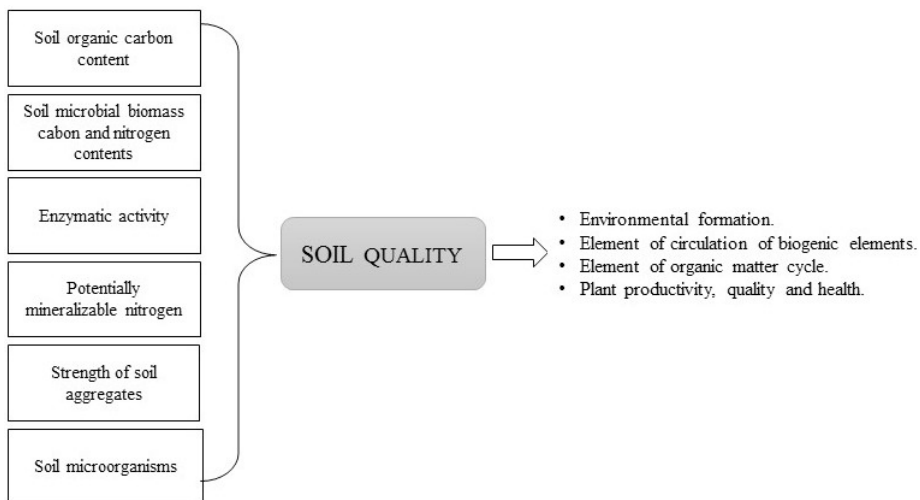 Soil organic carbon
content
Soil microbial biomass
cabon and nitrogen
contents
Enzymatic activity
Potentially
mineralizable nitrogen
Strength of soil
aggregates
Soil microorganisms
SOIL QUALITY
• Environmental formation.
• Element of circulation of biogenic elements.
• Element of organic matter cycle.
• Plant productivity, quality and health.